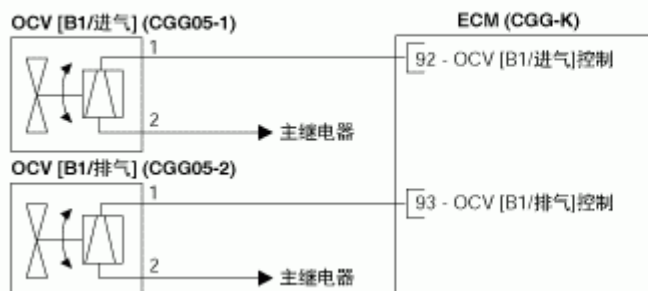 OCV [B1/进气] (CGG05-1)
ECM (CGG-K)
1
92 - OCV [B1/进气]控制
2
主继电器
OCV [B1/排气] (CGG05-2)
1
93 - OCV [B1/排气]控制
2
主继电器